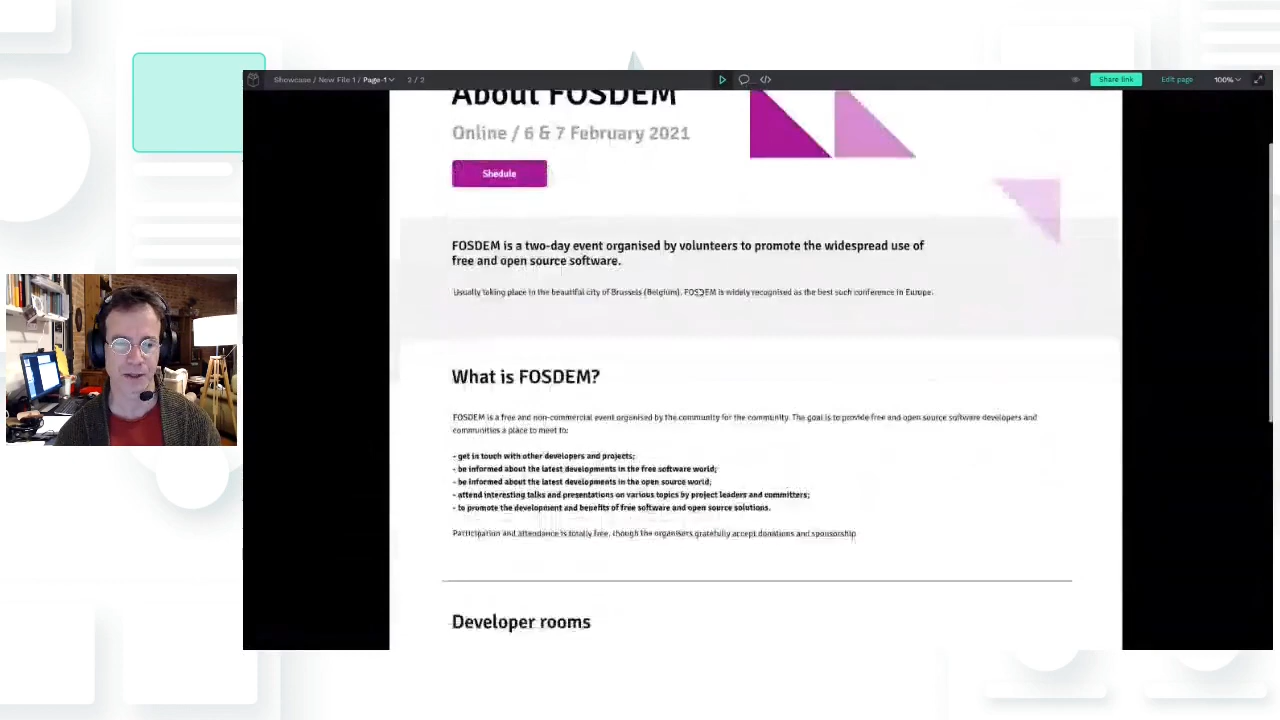 Showcase / New File 1 / Page-1
2 / 2
Share link
Edit page
100%
About FOSDEM
Online / 6 & 7 February 2021
Shedule
FOSDEM is a two-day event organised by volunteers to promote the widespread use of
free and open source software.
Usually taking place in the beautiful city of Brussels (Belgium). FOSDEM is widely recognised as the best such conference in Europe.
What is FOSDEM?
FOSDEM is a free and non-commercial event organised by the community for the community. The goal is to provide free and open source software developers and
communities a place to meet to:
- get in touch with other developers and projects;
- be informed about the latest developments in the free software world;
- be informed about the latest developments in the open source world;
- attend interesting talks and presentations on various topics by project leaders and committers;
- to promote the development and benefits of free software and open source solutions.
Participation and attendance is totally free, though the organisers gratefully accept donations and sponsorship
Developer rooms